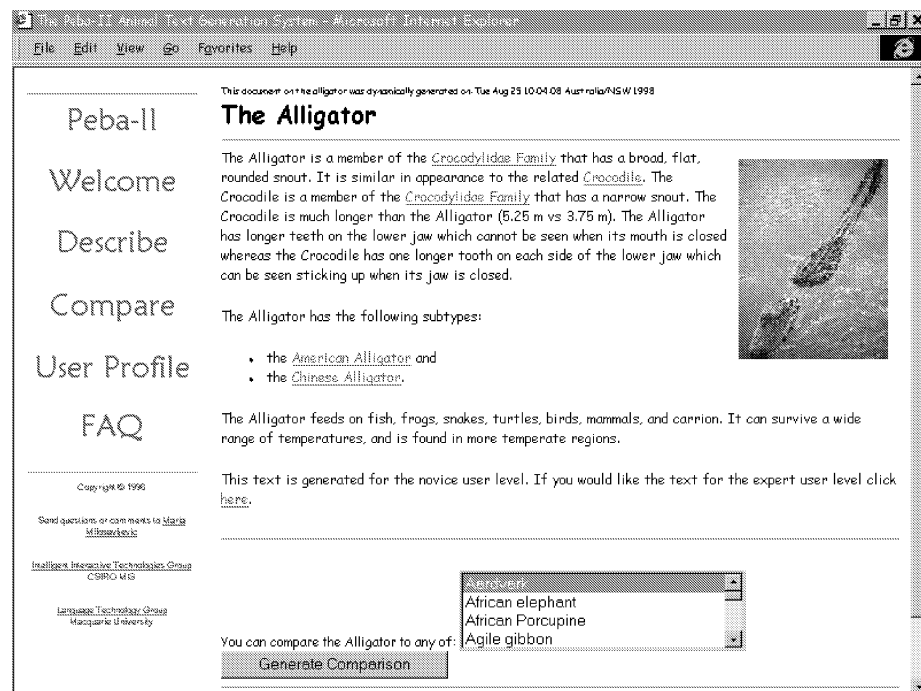 The Peba-II Animal Text Generation System - Microsoft Internet Explorer
File Edit View Go Favorites Help
Peba-II
Welcome
Describe
Compare
User Profile
FAQ
Copyright © 1998
Send questions or comments to Maria
Milosavljevic
Intelligent Interactive Technologies Group
CSIRO MIS
Language Technology Group
Macquarie University
This document on the alligator was dynamically generated on Tue Aug 25 10:04:08 Australia/NSW 1998
The Alligator
The Alligator is a member of the Crocodylidae Family that has a broad, flat,
rounded snout. It is similar in appearance to the related Crocodile. The
Crocodile is a member of the Crocodylidae Family that has a narrow snout. The
Crocodile is much longer than the Alligator (5.25 m vs 3.75 m). The Alligator
has longer teeth on the lower jaw which cannot be seen when its mouth is closed
whereas the Crocodile has one longer tooth on each side of the lower jaw which
can be seen sticking up when its jaw is closed.
The Alligator has the following subtypes:
• the American Alligator and
• the Chinese Alligator.
The Alligator feeds on fish, frogs, snakes, turtles, birds, mammals, and carrion. It can survive a wide
range of temperatures, and is found in more temperate regions.
This text is generated for the novice user level. If you would like the text for the expert user level click
here.
Aardvark
African elephant
African Porcupine
You can compare the Alligator to any of: Agile gibbon
Generate Comparison